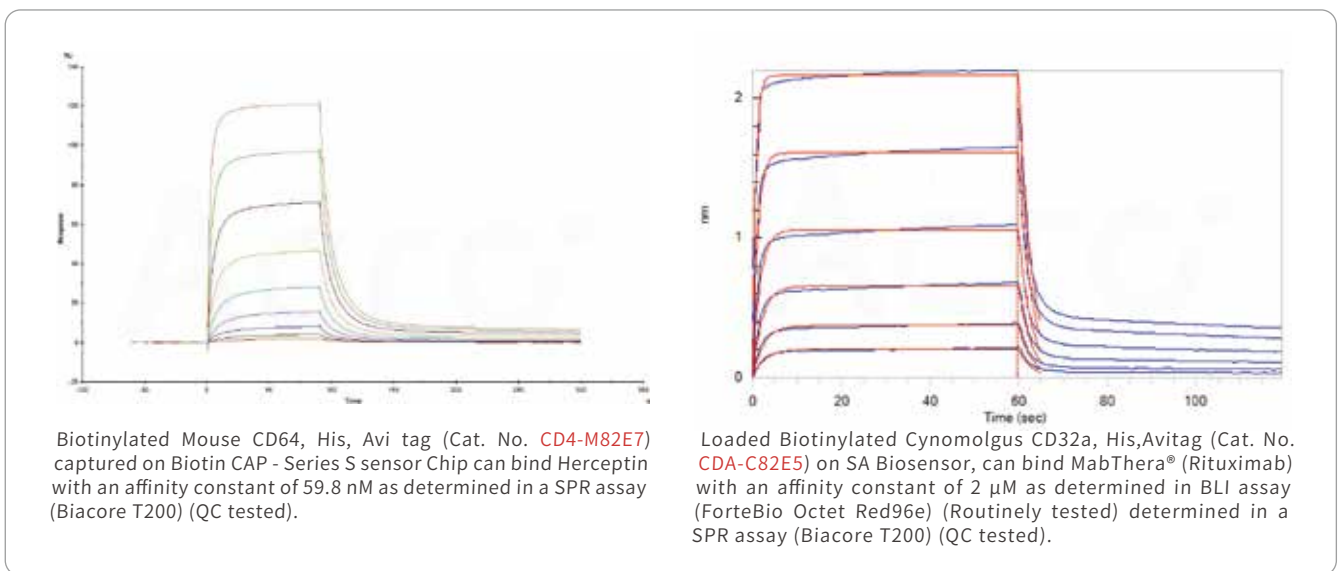 2
1
0
nm
0
20
40
60
80
100
Time (sec)
Biotinylated Mouse CD64, His, Avi tag (Cat. No. CD4-M82E7)
captured on Biotin CAP - Series S sensor Chip can bind Herceptin
with an affinity constant of 59.8 nM as determined in a SPR assay
(Biacore T200) (QC tested).
Loaded Biotinylated Cynomolgus CD32a, His,Avitag (Cat. No.
CDA-C82E5) on SA Biosensor, can bind MabThera® (Rituximab)
with an affinity constant of 2 µM as determined in BLI assay
(ForteBio Octet Red96e) (Routinely tested) determined in a
SPR assay (Biacore T200) (QC tested).